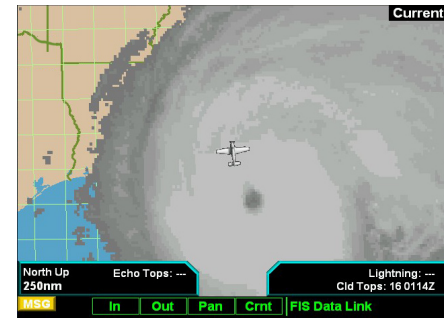 Current
North Up
250nm
Echo Tops: ---
Lightning: ---
Cld Tops: 16 0114Z
MSG
In
Out
Pan
Crnt
FIS Data Link